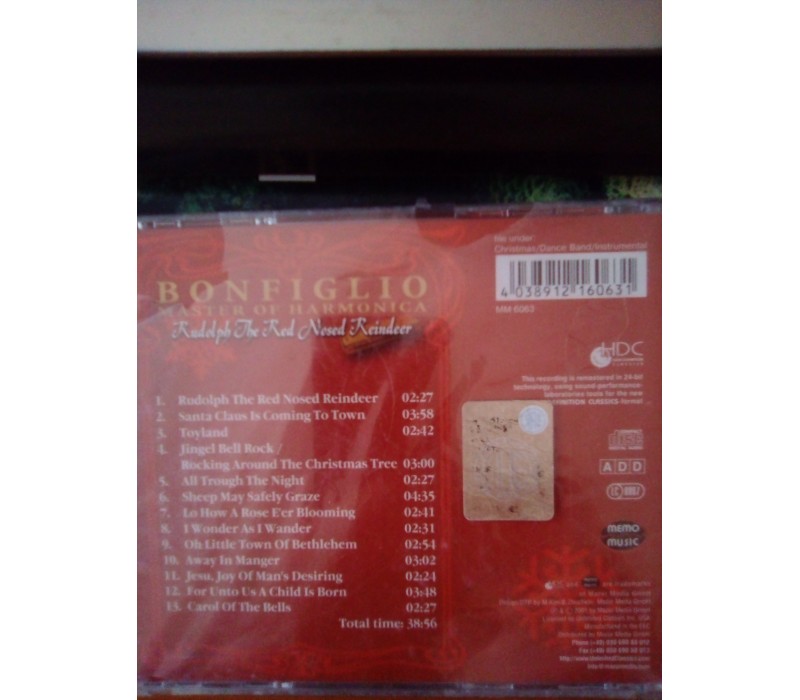 BONFIGLIO
MASTER OF HARMONICA
Rudolph The Red Nosed Reindeer
1. Rudolph The Red Nosed Reindeer 02:27
2. Santa Claus Is Coming To Town 03:58
3. Toyland 02:42
4. Jingel Bell Rock /
Rocking Around The Christmas Tree 03:00
5. All Trough The Night 02:27
6. Sheep May Safely Graze 04:35
7. Lo How A Rose E'er Blooming 02:41
8. I Wonder As I Wander 02:31
9. Oh Little Town Of Bethlehem 02:54
10. Away In Manger 03:02
11. Jesu, Joy Of Man's Desiring 02:24
12. For Unto Us A Child Is Born 03:48
13. Carol Of The Bells 02:27
Total time: 38:56
file under
Christmas/Dance Band/Instrumental
4 038912 160631
MM 6063
HDC
This recording is remastered in 24-bit
technology, using sound-performance-
laboratories tools for the new
DEFINITION CLASSICS-format
disc
ADD
MEMO
MUSIC